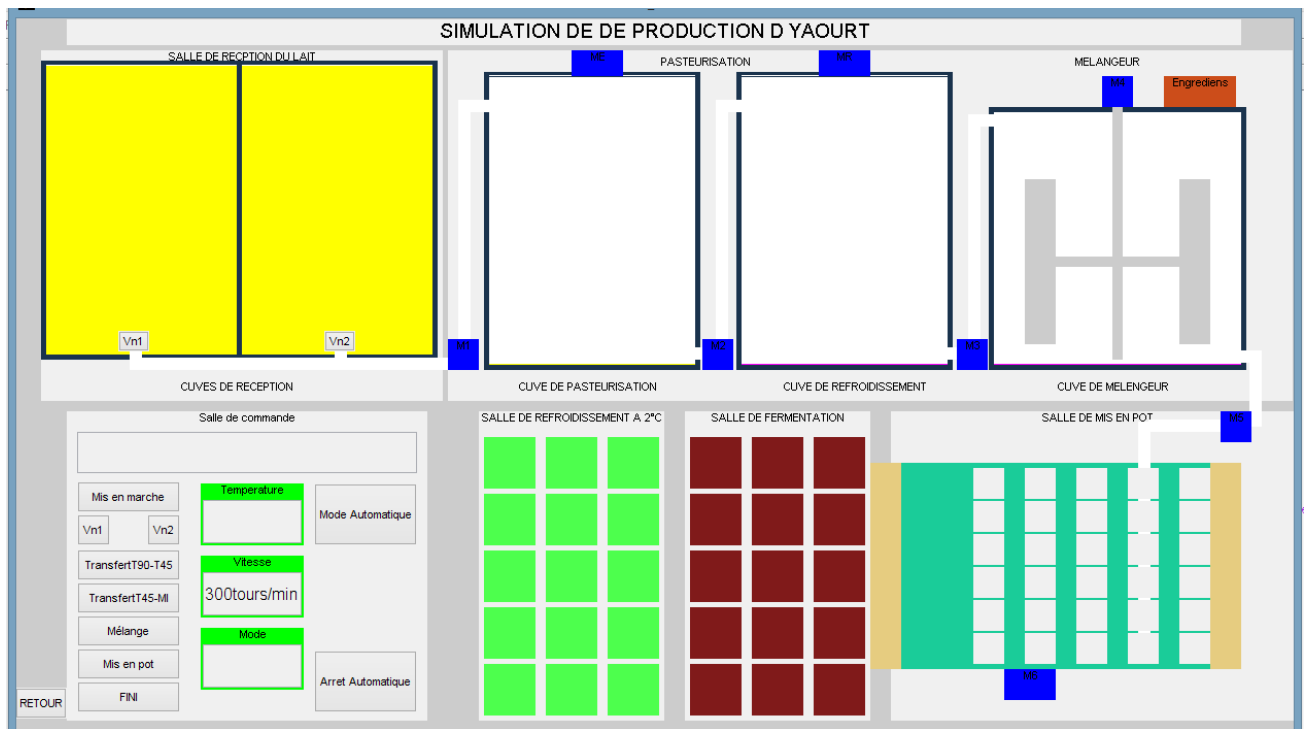 SIMULATION DE DE PRODUCTION D YAOURT
SALLE DE RECPTION DU LAIT
ME
PASTEURISATION
MR
MELANGEUR
M4
Engrediens
Vn1
Vn2
M1
M2
M3
CUVES DE RECEPTION
CUVE DE PASTEURISATION
CUVE DE REFROIDISSEMENT
CUVE DE MELENGEUR
Salle de commande
SALLE DE REFROIDISSEMENT A 2°C
SALLE DE FERMENTATION
SALLE DE MIS EN POT
M5
Mis en marche
Temperature
Mode Automatique
Vn1
Vn2
TransfertT90-T45
Vitesse
TransfertT45-MI
300tours/min
Mélange
Mode
Mis en pot
Arret Automatique
M6
FINI
RETOUR